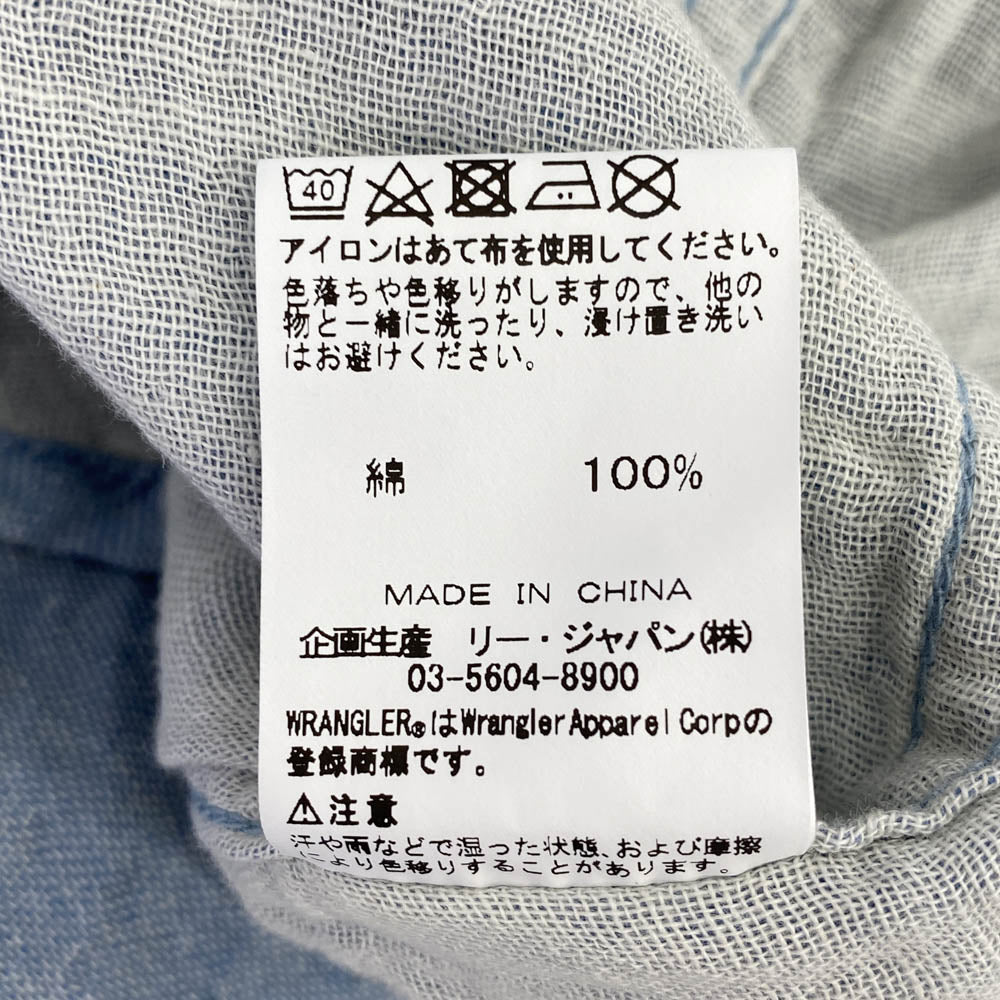 40
アイロンはあて布を使用してください。
色落ちや色移りがしますので、他の
物と一緒に洗ったり、浸け置き洗い
はお避けください。
綿 100%
MADE IN CHINA
企画生産 リー・ジャパン(株)
03-5604-8900
WRANGLER®はWrangler Apparel Corpの
登録商標です。
⚠注意
汗や雨などで湿った状態、および摩擦
により色移りすることがあります。